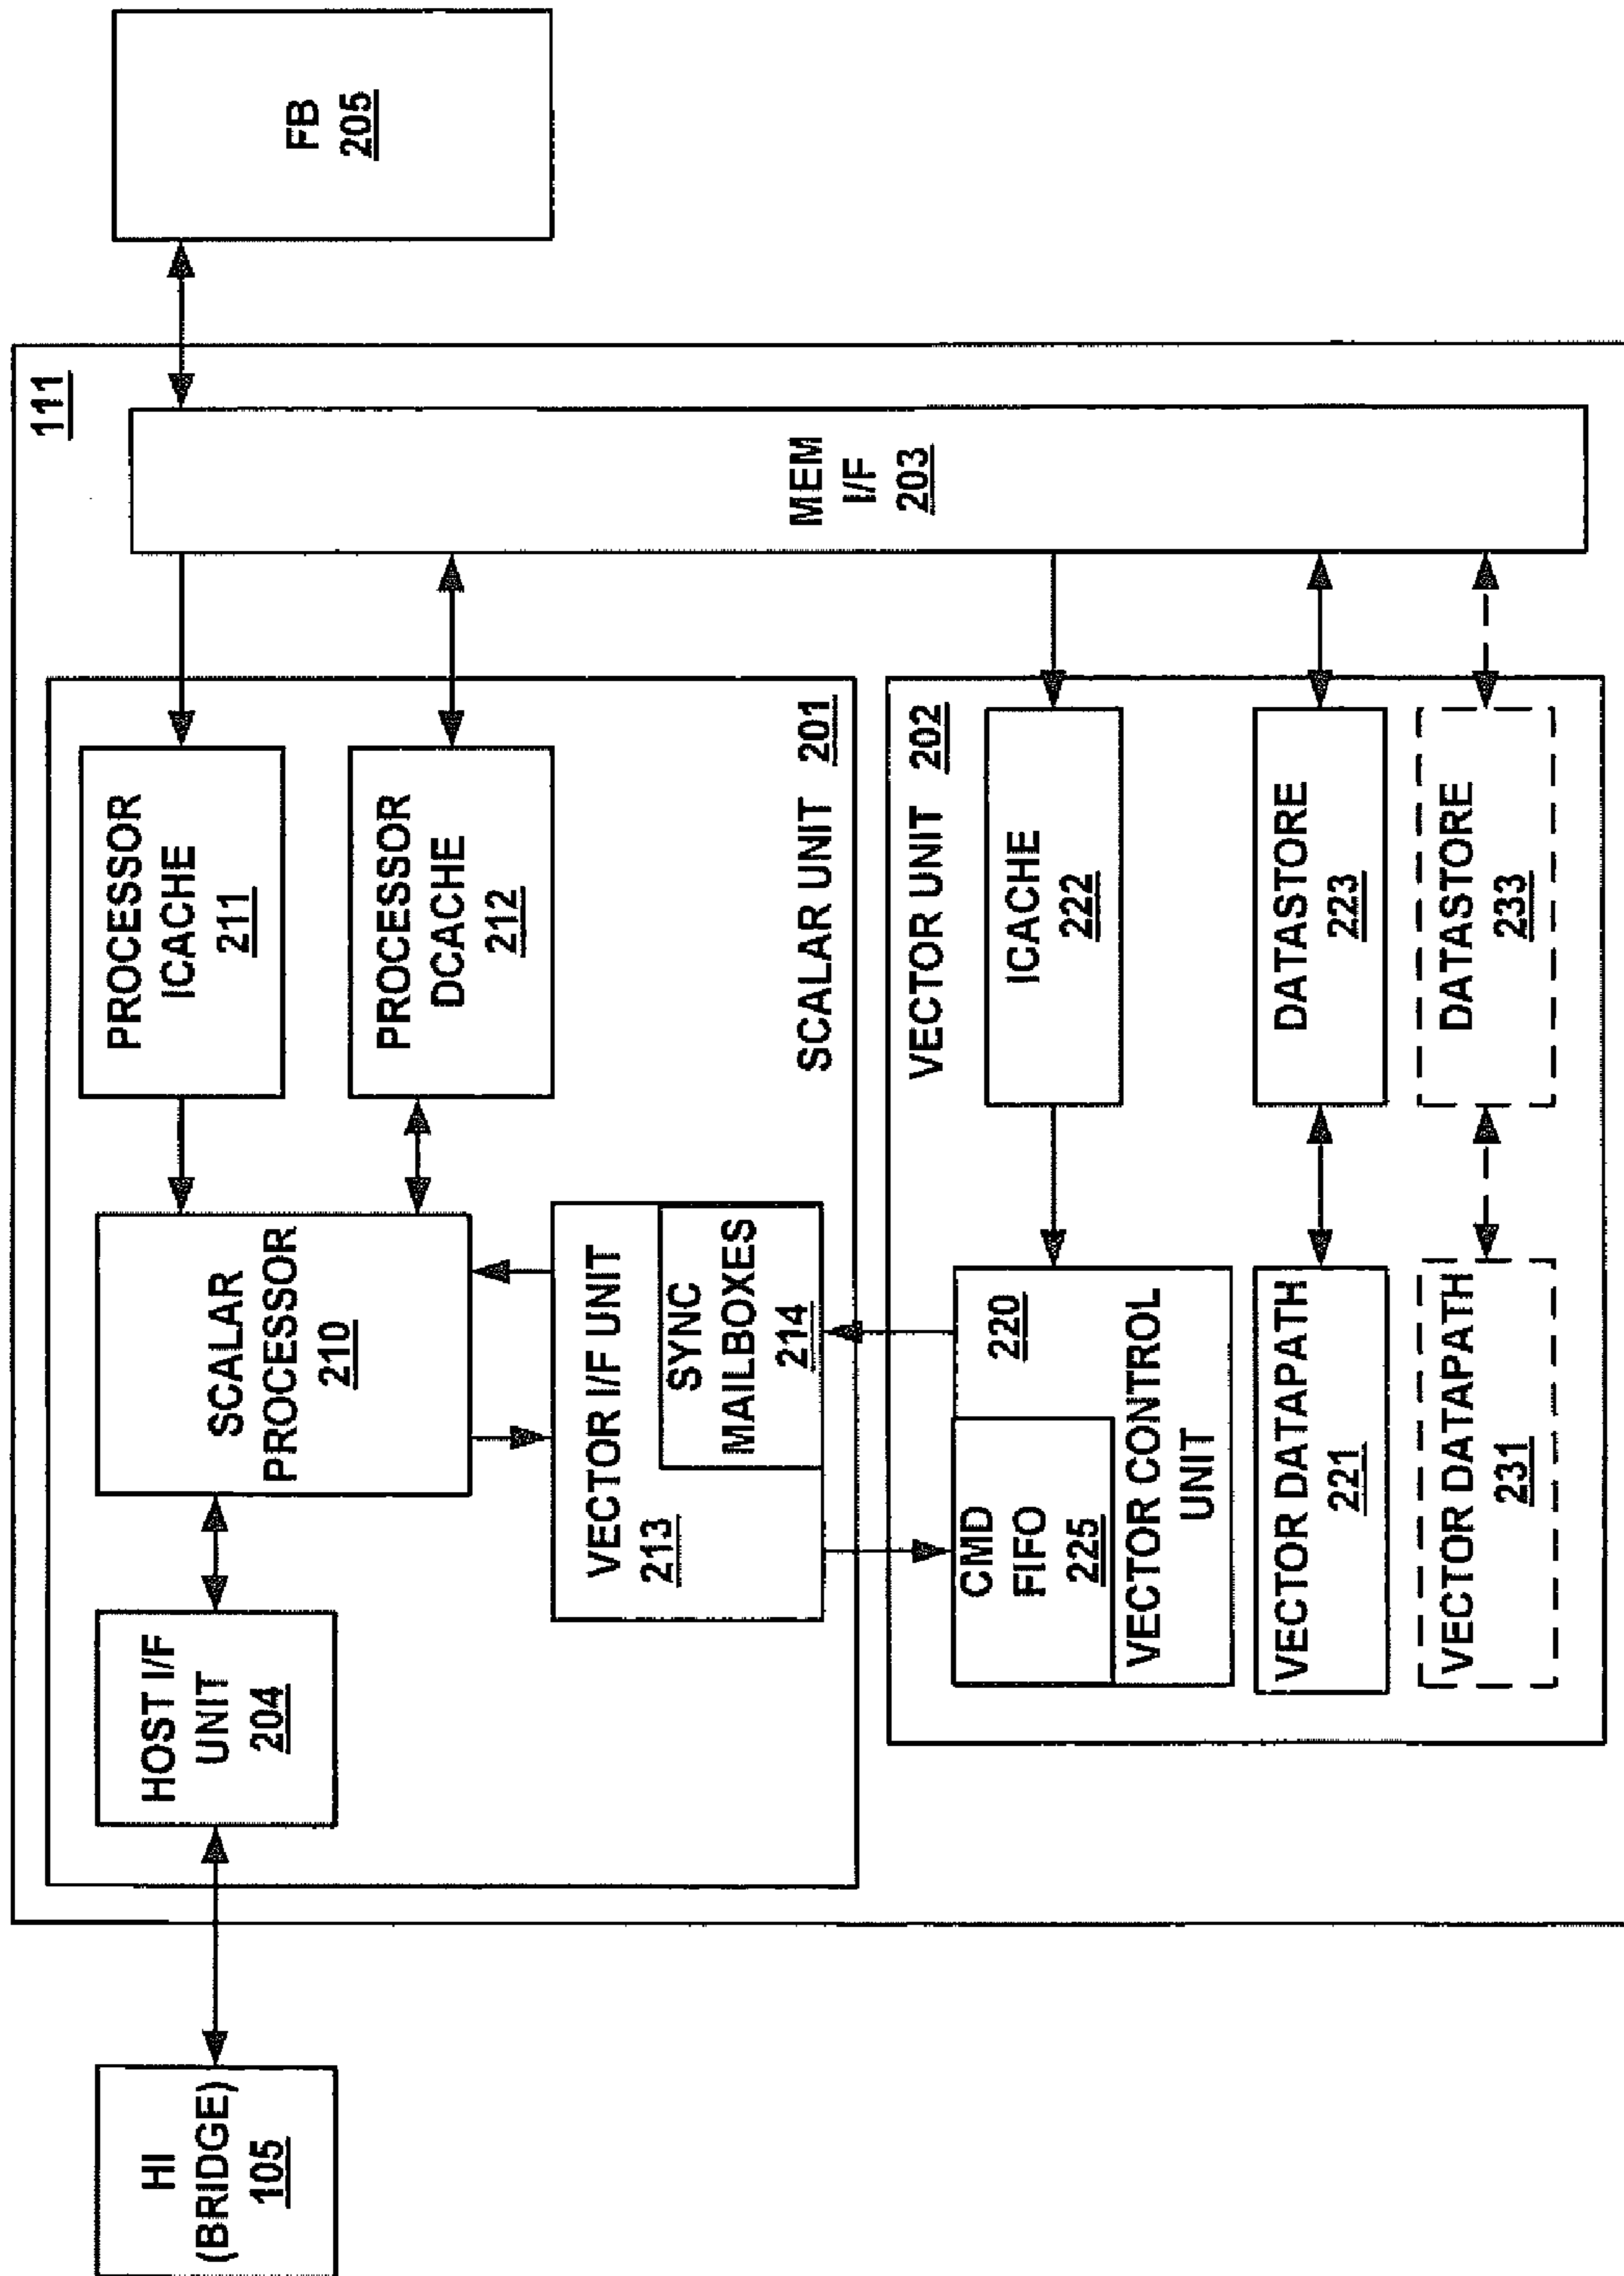 HI
(BRIDGE)
105
111
HOST I/F
UNIT
204
SCALAR
PROCESSOR
210
PROCESSOR
ICACHE
211
PROCESSOR
DCACHE
212
VECTOR I/F UNIT
213
SYNC
MAILBOXES
214
SCALAR UNIT 201
MEM
I/F
203
FB
205
VECTOR UNIT 202
CMD
FIFO
225
220
VECTOR CONTROL
UNIT
ICACHE
222
VECTOR DATAPATH
221
DATASTORE
223
VECTOR DATAPATH
231
DATASTORE
233